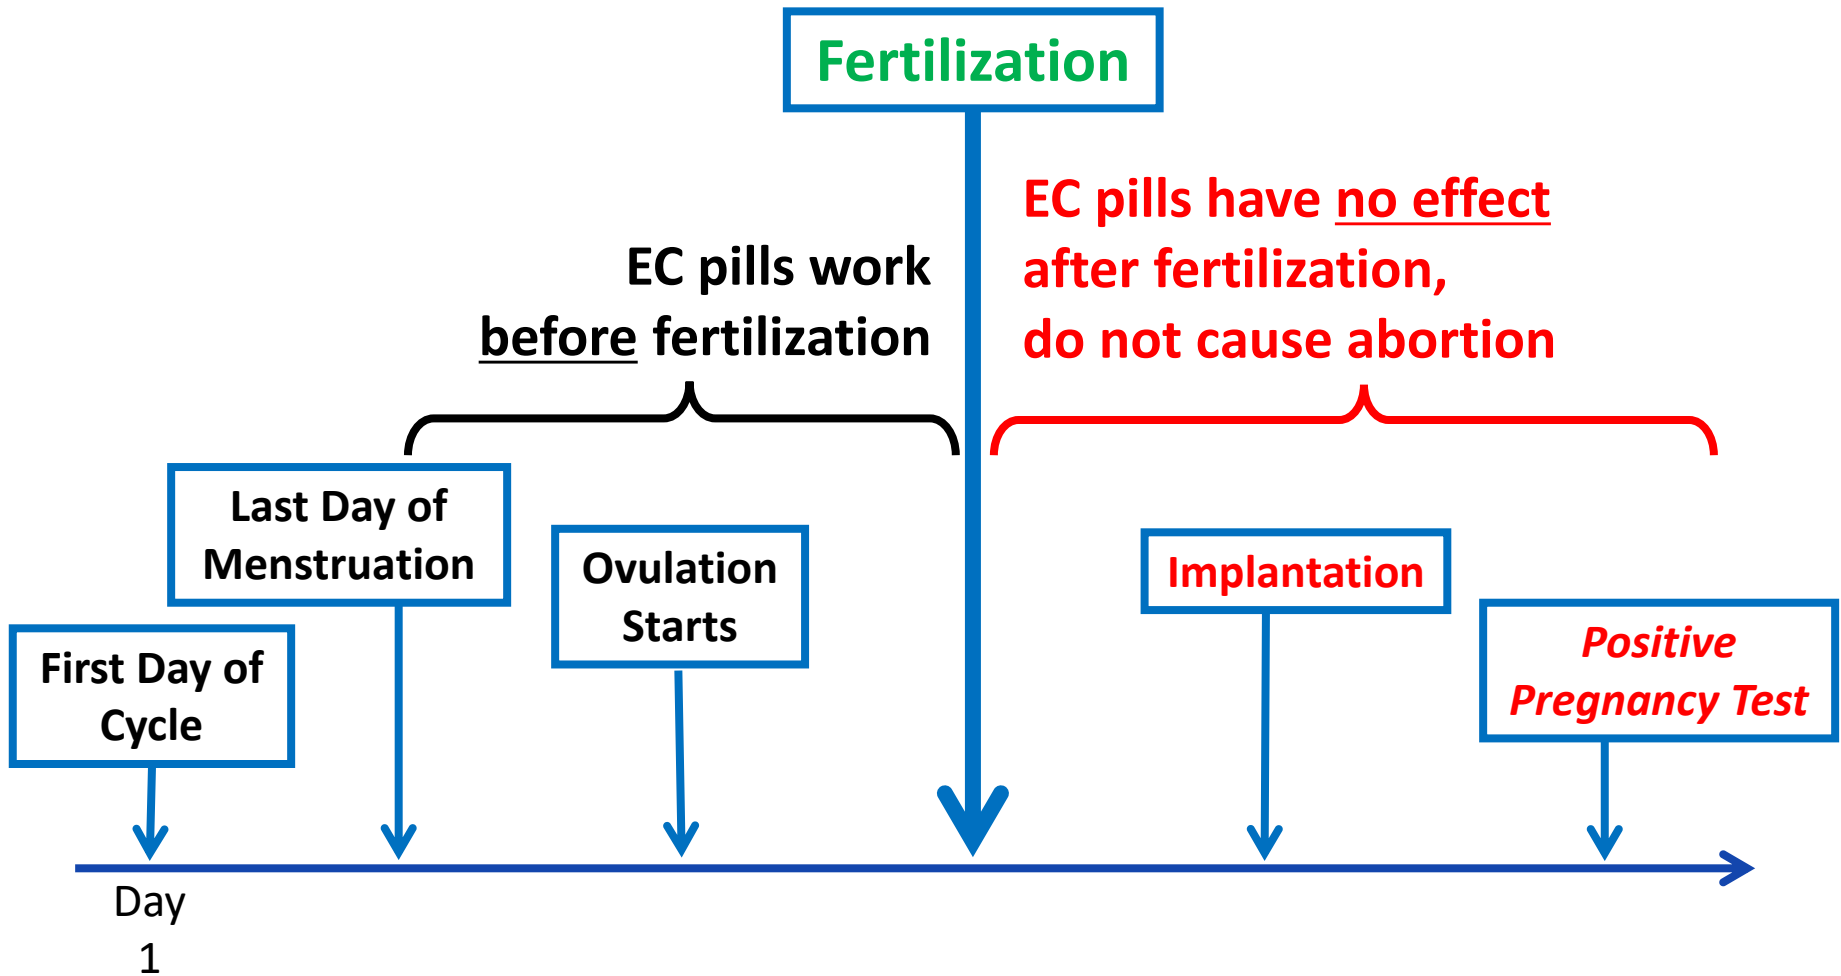 Fertilization
EC pills work
before fertilization
EC pills have no effect
after fertilization,
do not cause abortion
Last Day of
Menstruation
Ovulation
Starts
First Day of
Cycle
Implantation
Positive
Pregnancy Test
Day
1